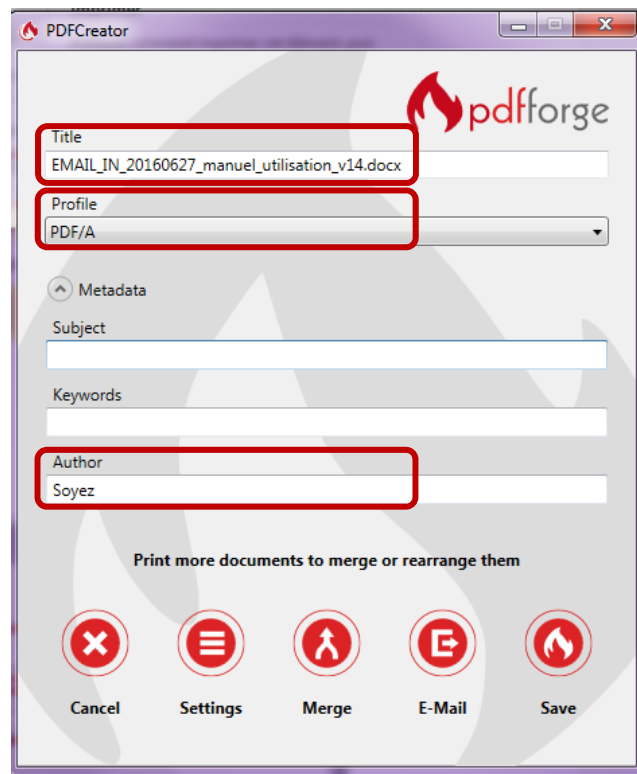 Imprimer
PDFCreator
pdfforge
Title
EMAIL_IN_20160627_manuel_utilisation_v14.docx
Profile
PDF/A
Metadata
Subject
Keywords
Author
Soyez
Print more documents to merge or rearrange them
Cancel Settings Merge E-Mail Save